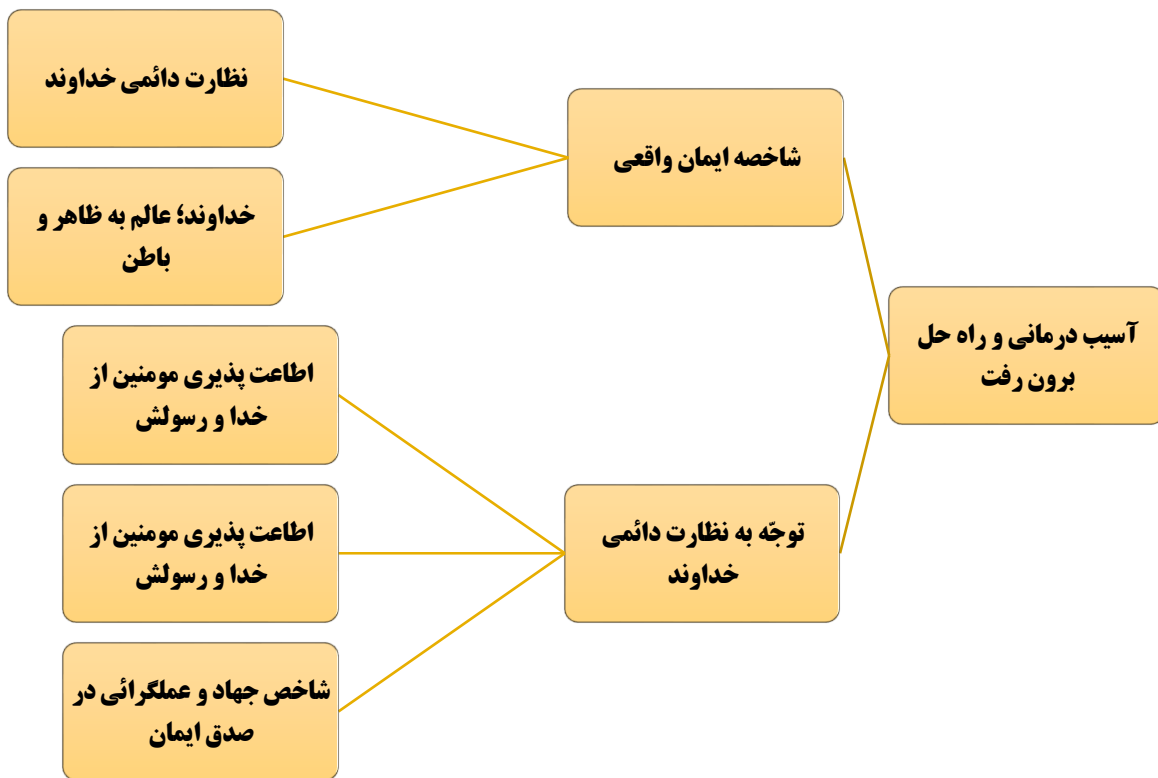 آسیب درمانی و راه حل
برون رفت
شاخصه ایمان واقعی
نظارت دائمی خداوند
خداوند؛ عالم به ظاهر و
باطن
توجّه به نظارت دائمی
خداوند
اطاعت پذیری مومنین از
خدا و رسولش
اطاعت پذیری مومنین از
خدا و رسولش
شاخص جهاد و عملگرائی در
صدق ایمان